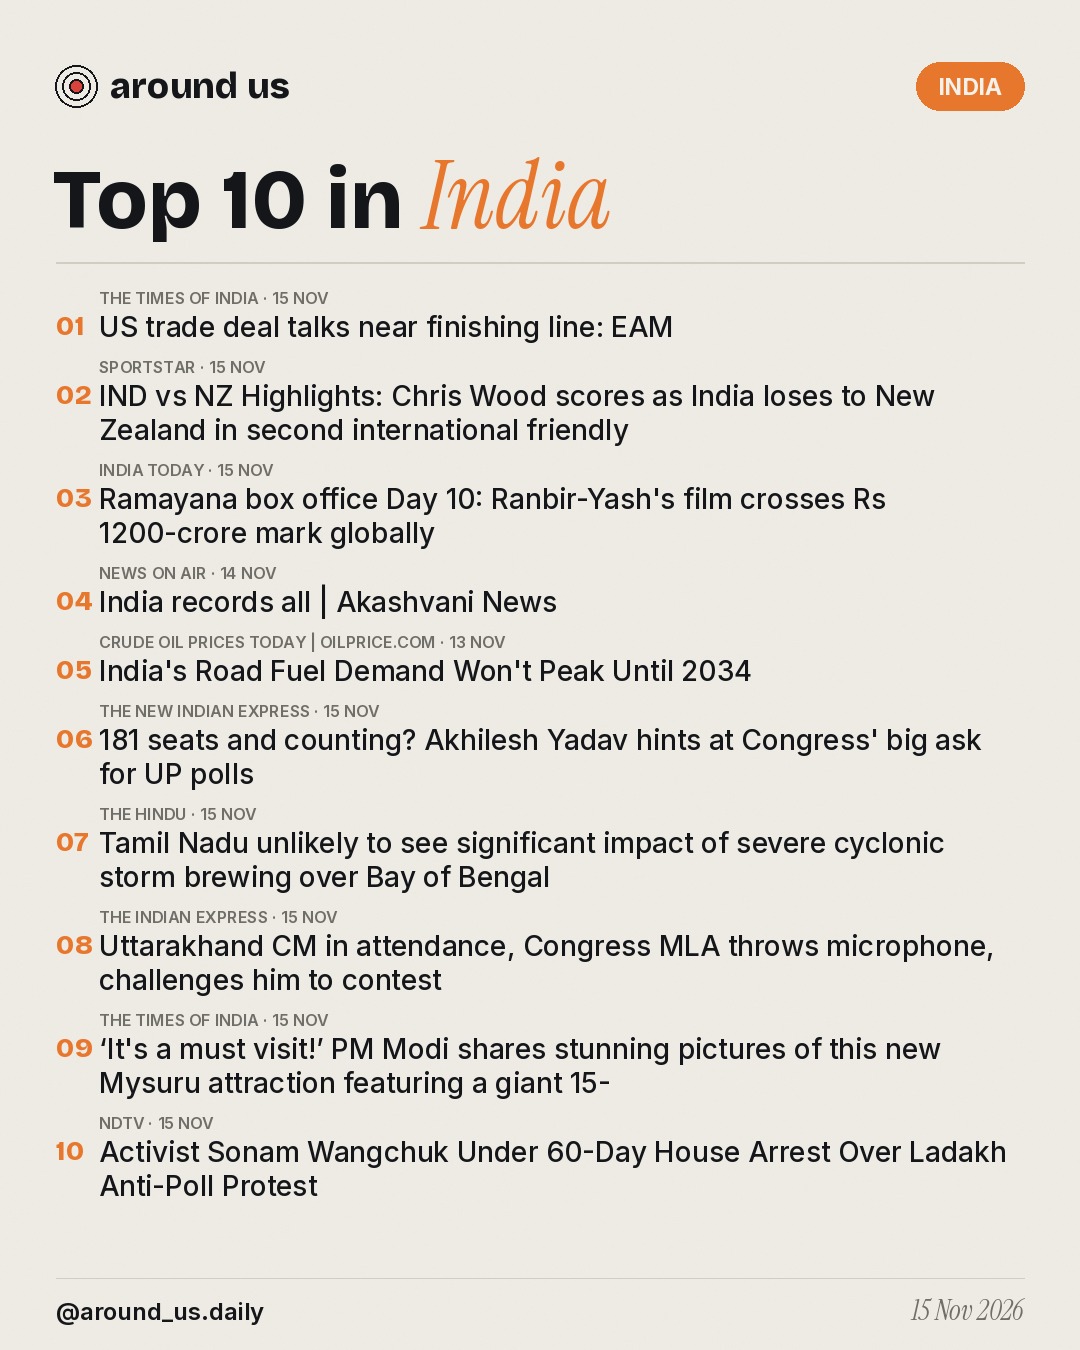 around us
INDIA
Top 10 in India
THE TIMES OF INDIA · 15 NOV
01 US trade deal talks near finishing line: EAM
SPORTSTAR · 15 NOV
02 IND vs NZ Highlights: Chris Wood scores as India loses to New
Zealand in second international friendly
INDIA TODAY · 15 NOV
03 Ramayana box office Day 10: Ranbir-Yash's film crosses Rs
1200-crore mark globally
NEWS ON AIR · 14 NOV
04 India records all | Akashvani News
CRUDE OIL PRICES TODAY | OILPRICE.COM · 13 NOV
05 India's Road Fuel Demand Won't Peak Until 2034
THE NEW INDIAN EXPRESS · 15 NOV
06 181 seats and counting? Akhilesh Yadav hints at Congress' big ask
for UP polls
THE HINDU · 15 NOV
07 Tamil Nadu unlikely to see significant impact of severe cyclonic
storm brewing over Bay of Bengal
THE INDIAN EXPRESS · 15 NOV
08 Uttarakhand CM in attendance, Congress MLA throws microphone,
challenges him to contest
THE TIMES OF INDIA · 15 NOV
09 ‘It's a must visit!’ PM Modi shares stunning pictures of this new
Mysuru attraction featuring a giant 15-
NDTV · 15 NOV
10 Activist Sonam Wangchuk Under 60-Day House Arrest Over Ladakh
Anti-Poll Protest
@around_us.daily
15 Nov 2026